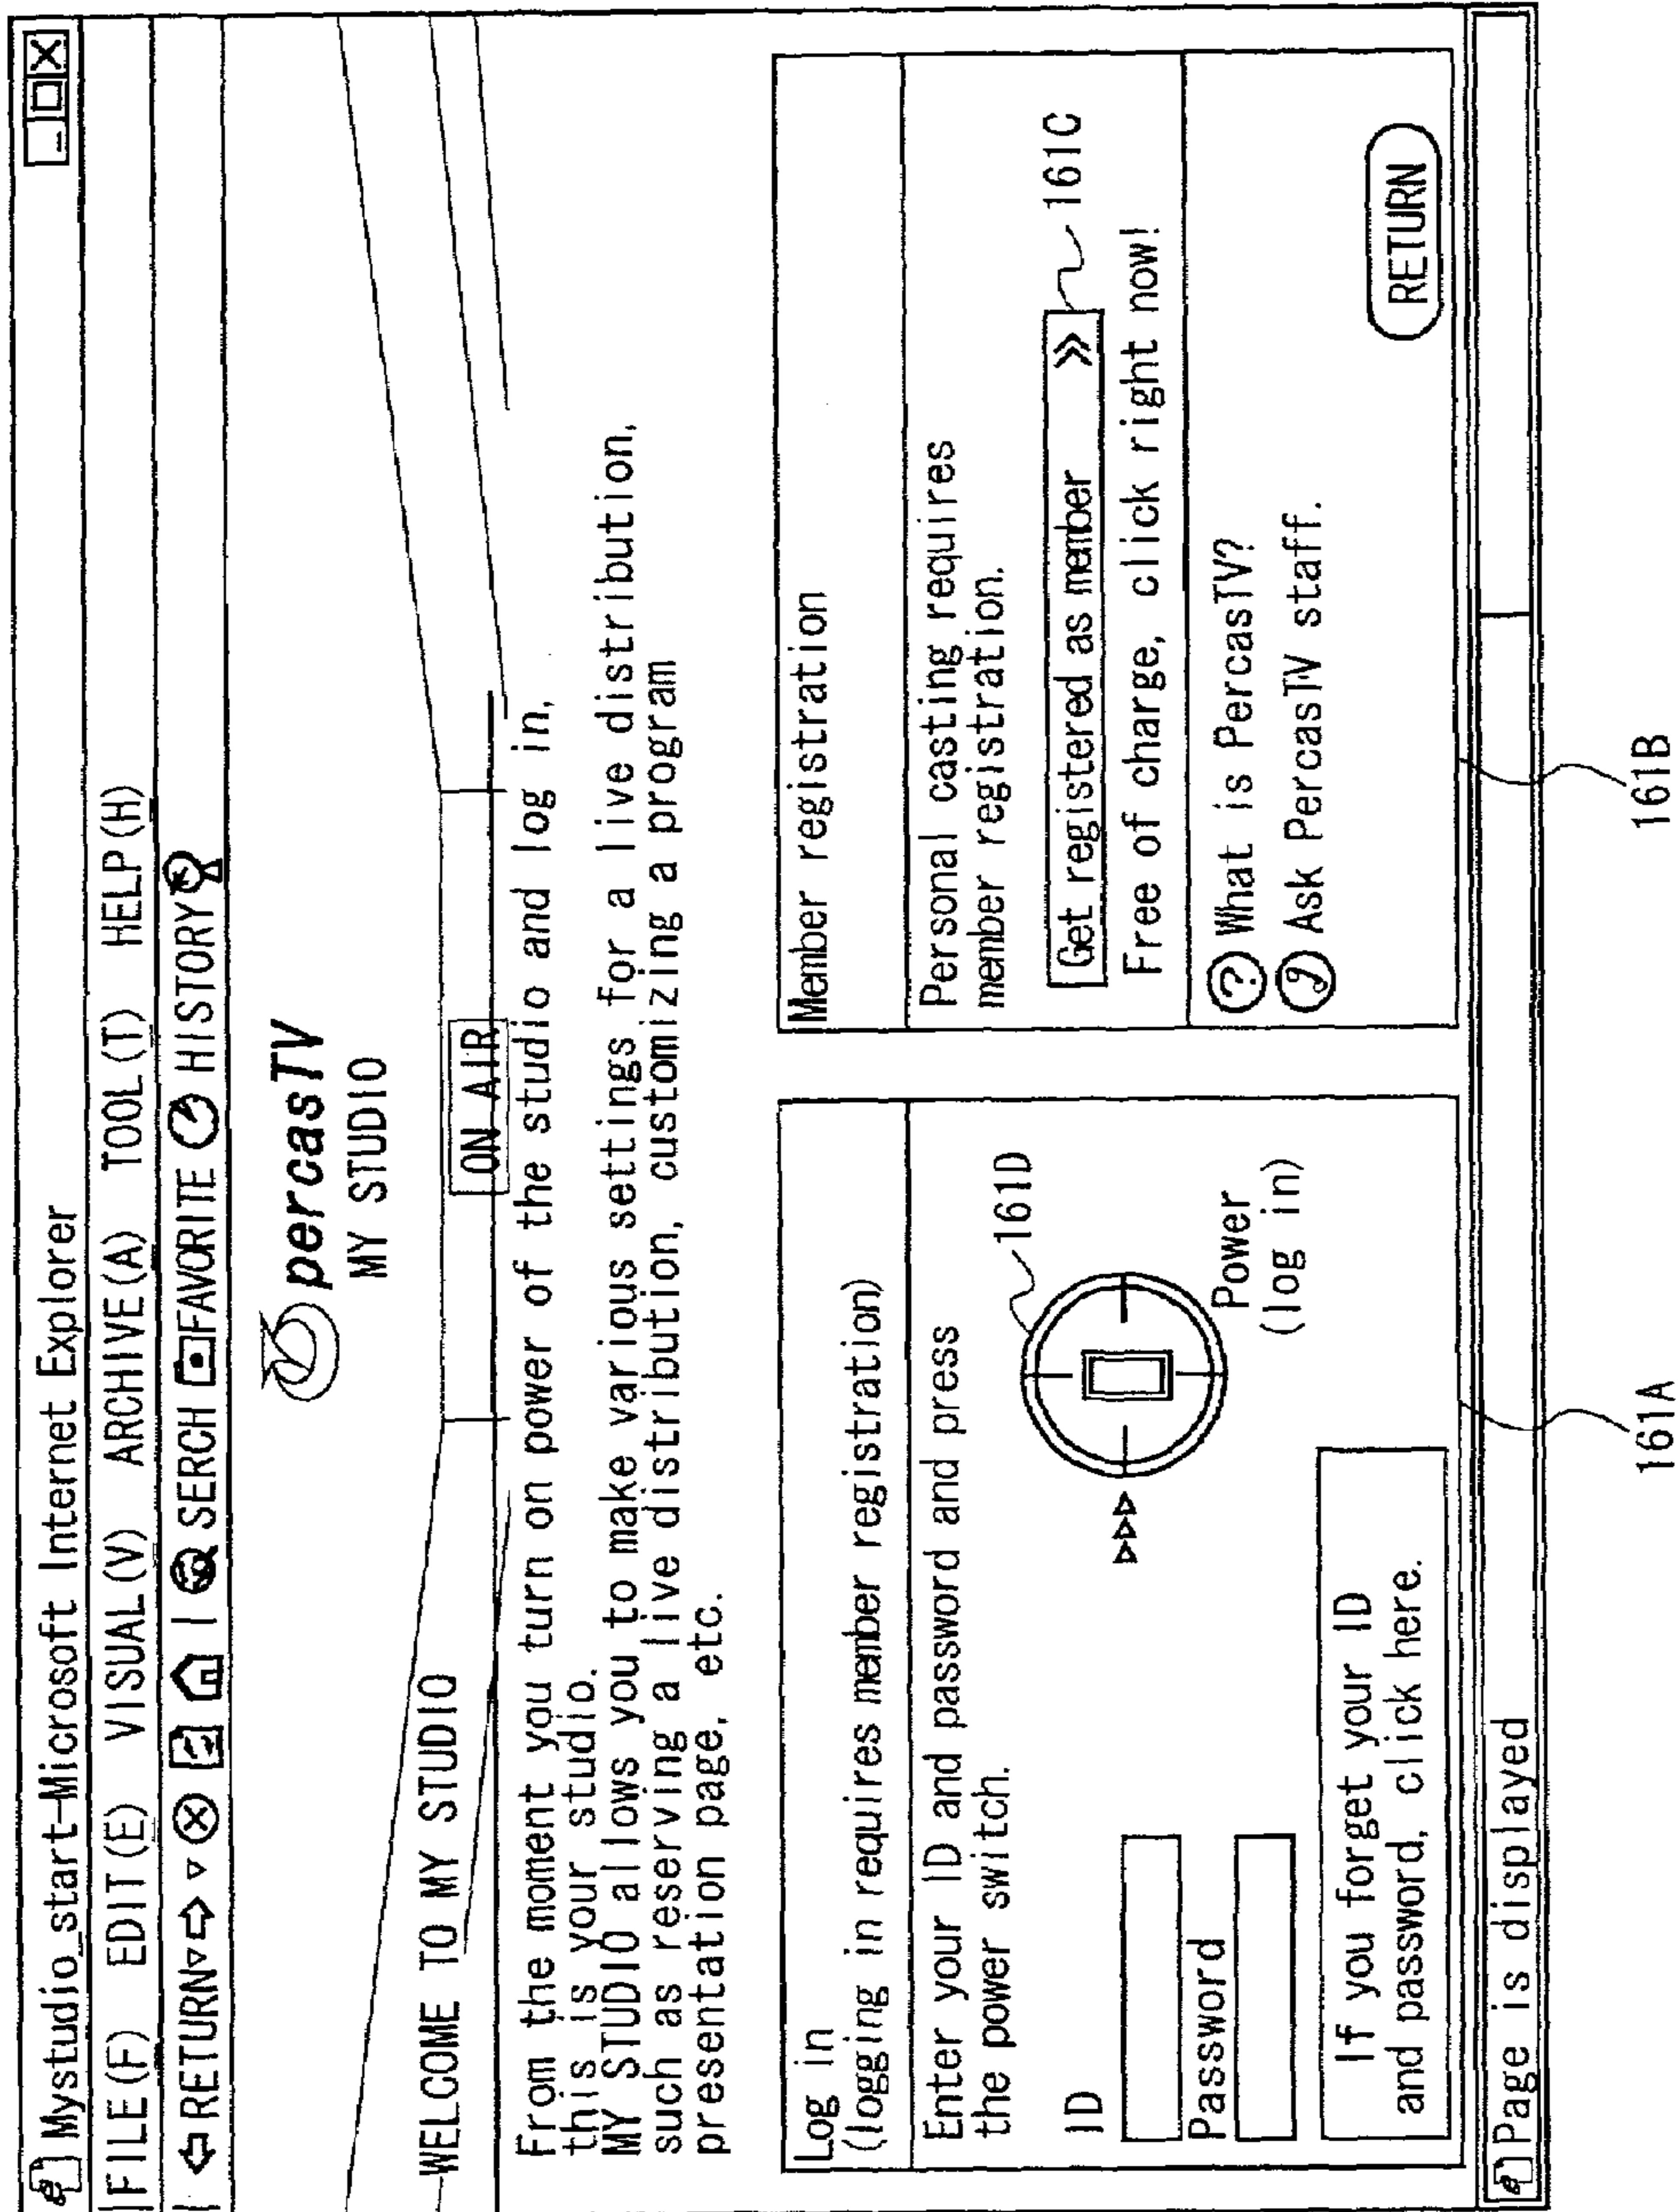 Mystudio_start-Microsoft Internet Explorer
FILE(F) EDIT(E) VISUAL(V) ARCHIVE(A) TOOL(T) HELP(H)
RETURN SERCH FAVORITE HISTORY
percasTV
MY STUDIO
WELCOME TO MY STUDIO
ON AIR
From the moment you turn on power of the studio and log in,
this is your studio.
MY STUDIO allows you to make various settings for a live distribution,
such as reserving a live distribution, customizing a program
presentation page, etc.
Log in
(logging in requires member registration)
Enter your ID and password and press
the power switch.
ID
Password
161D
Power
(log in)
If you forget your ID
and password, click here.
161A
Member registration
Personal casting requires
member registration.
Get registered as member »
161C
Free of charge, click right now!
? What is PercasTV?
Ask PercasTV staff.
RETURN
161B
Page is displayed